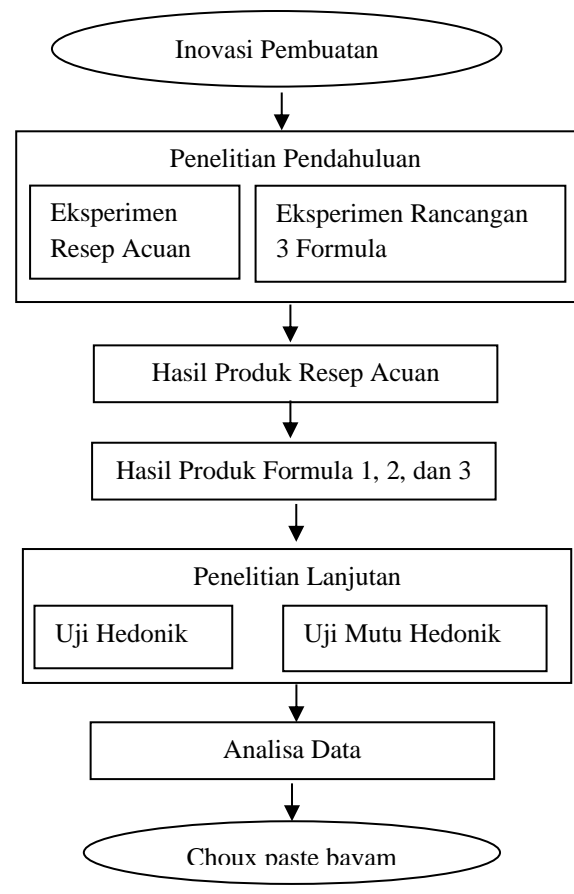 Inovasi Pembuatan
Penelitian Pendahuluan
Eksperimen
Resep Acuan
Eksperimen Rancangan
3 Formula
Hasil Produk Resep Acuan
Hasil Produk Formula 1, 2, dan 3
Penelitian Lanjutan
Uji Hedonik
Uji Mutu Hedonik
Analisa Data
Choux paste bayam